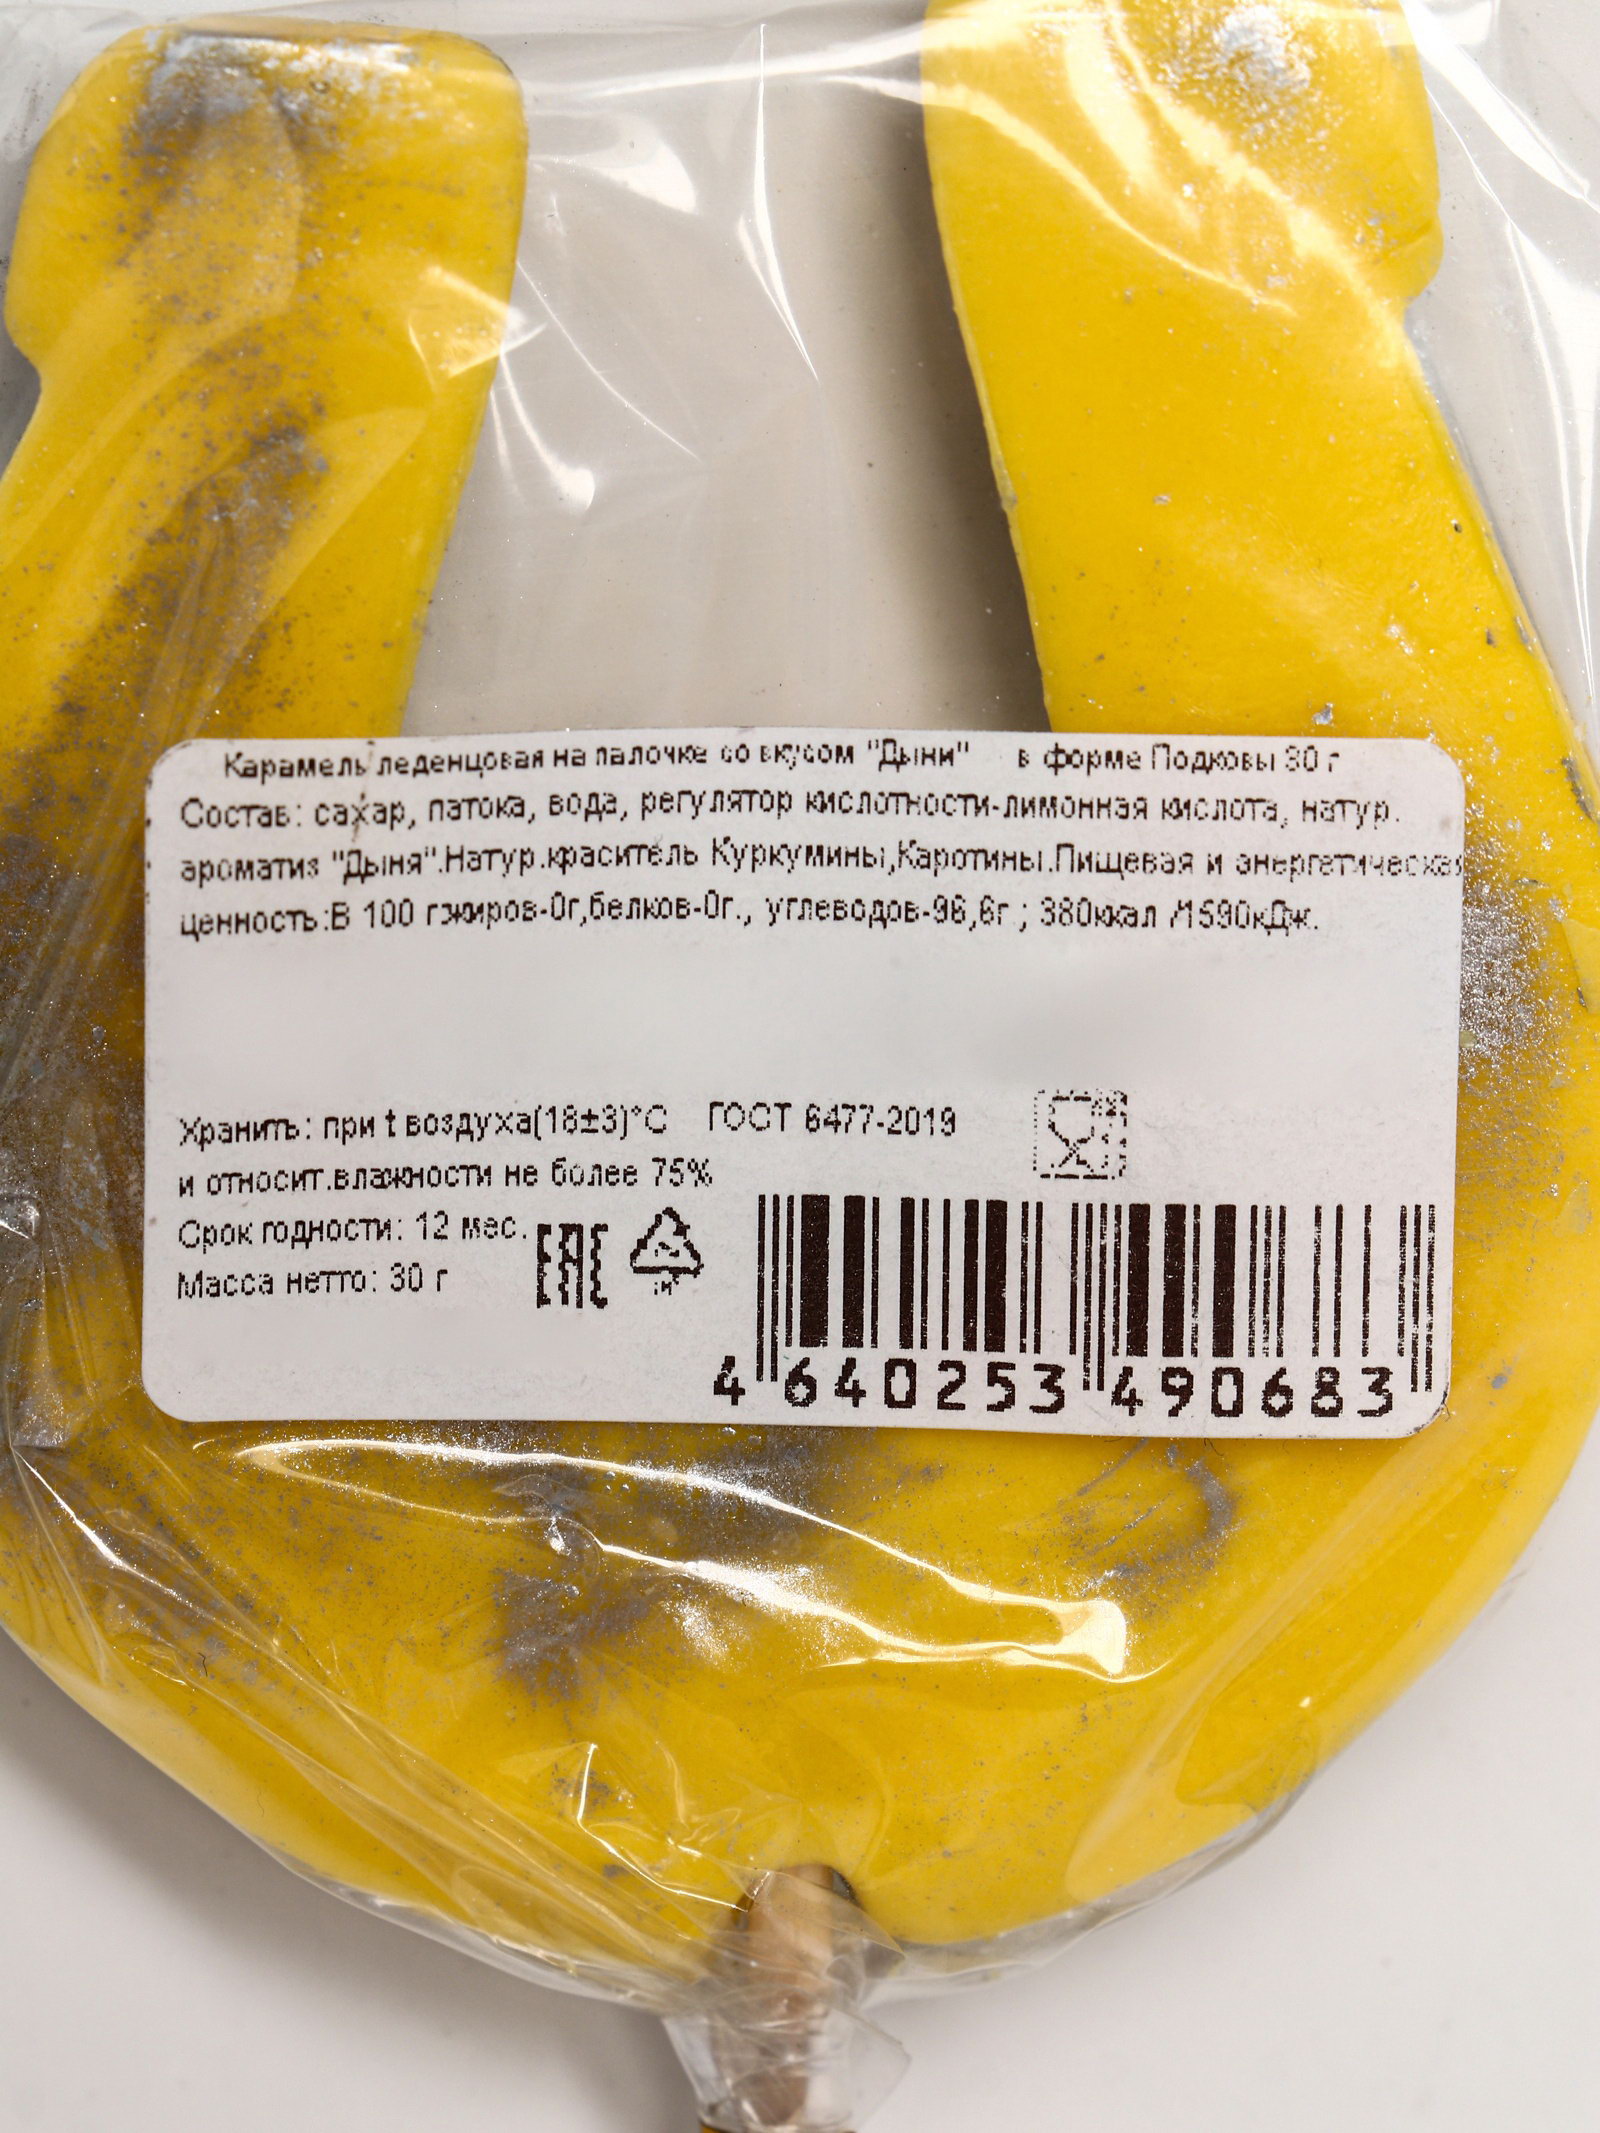 Карамель леденцовая на палочке со вкусом "Дыни" в форме Подковы 30 г
Состав: сахар, патока, вода, регулятор кислотности-лимонная кислота, натур.
ароматиз "Дыня".Натур.краситель Куркумины,Каротины.Пищевая и энергетическая
ценность:В 100 гжиров-0г,белков-0г., углеводов-96,6г ; 380ккал /1590кДж.
Хранить: при t воздуха(18±3)°С ГОСТ 6477-2019
и относит.влажности не более 75%
Срок годности: 12 мес.
Масса нетто: 30 г
EAC
4 640253 490683